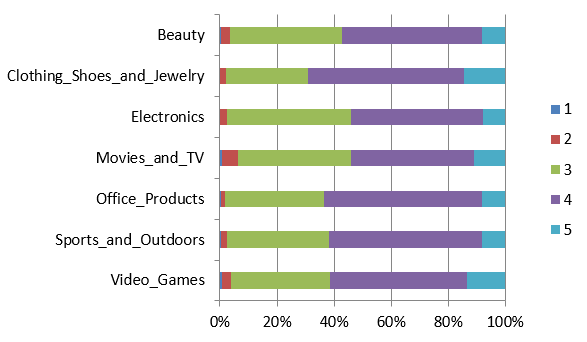 Beauty
Clothing_Shoes_and_Jewelry
Electronics
Movies_and_TV
Office_Products
Sports_and_Outdoors
Video_Games
0% 20% 40% 60% 80% 100%
1
2
3
4
5